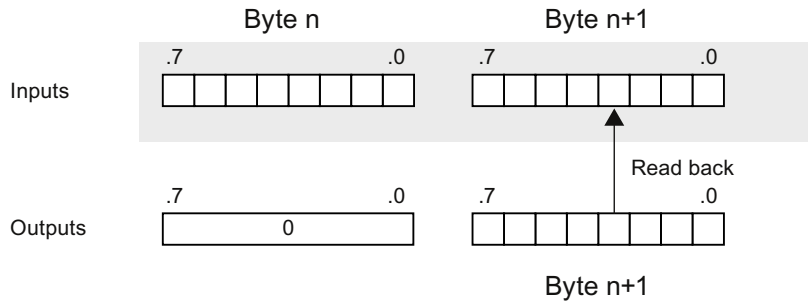 Byte n Byte n+1
.7 .0 .7 .0
Inputs
Read back
.7 .0 .7 .0
Outputs 0
Byte n+1